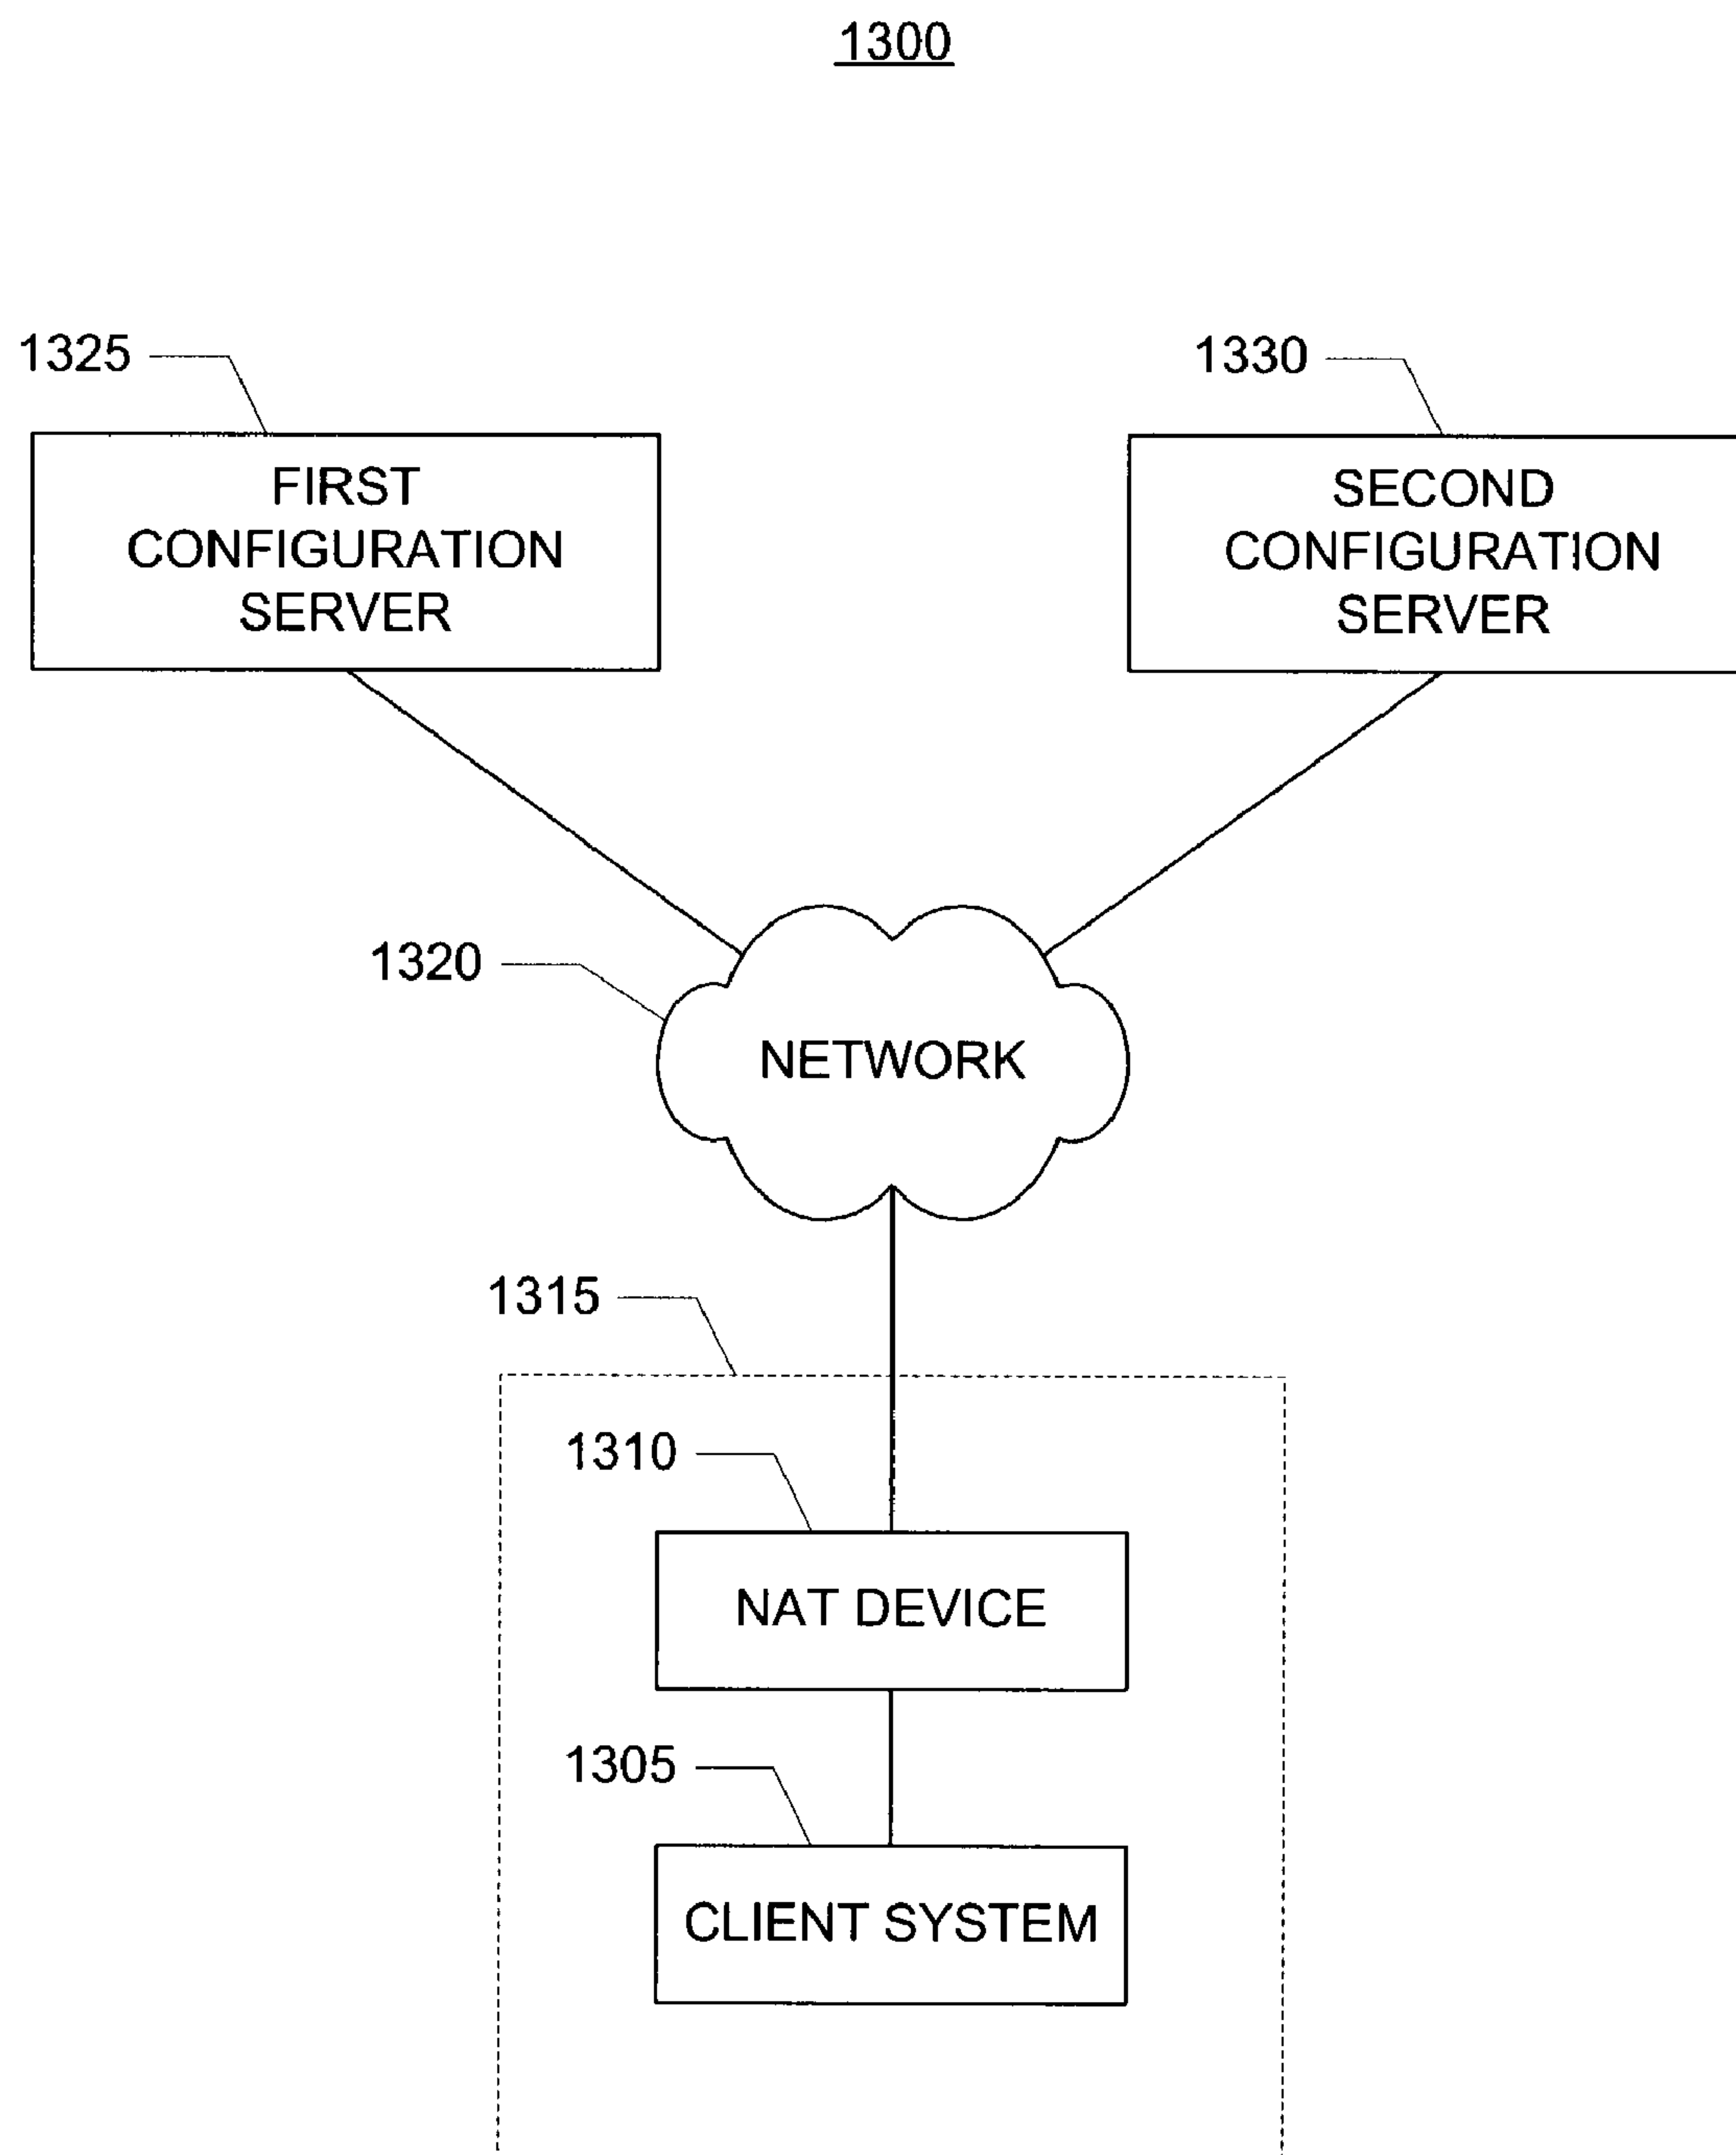 1300
1325
1330
FIRST
CONFIGURATION
SERVER
SECOND
CONFIGURATION
SERVER
1320
NETWORK
1315
1310
NAT DEVICE
1305
CLIENT SYSTEM